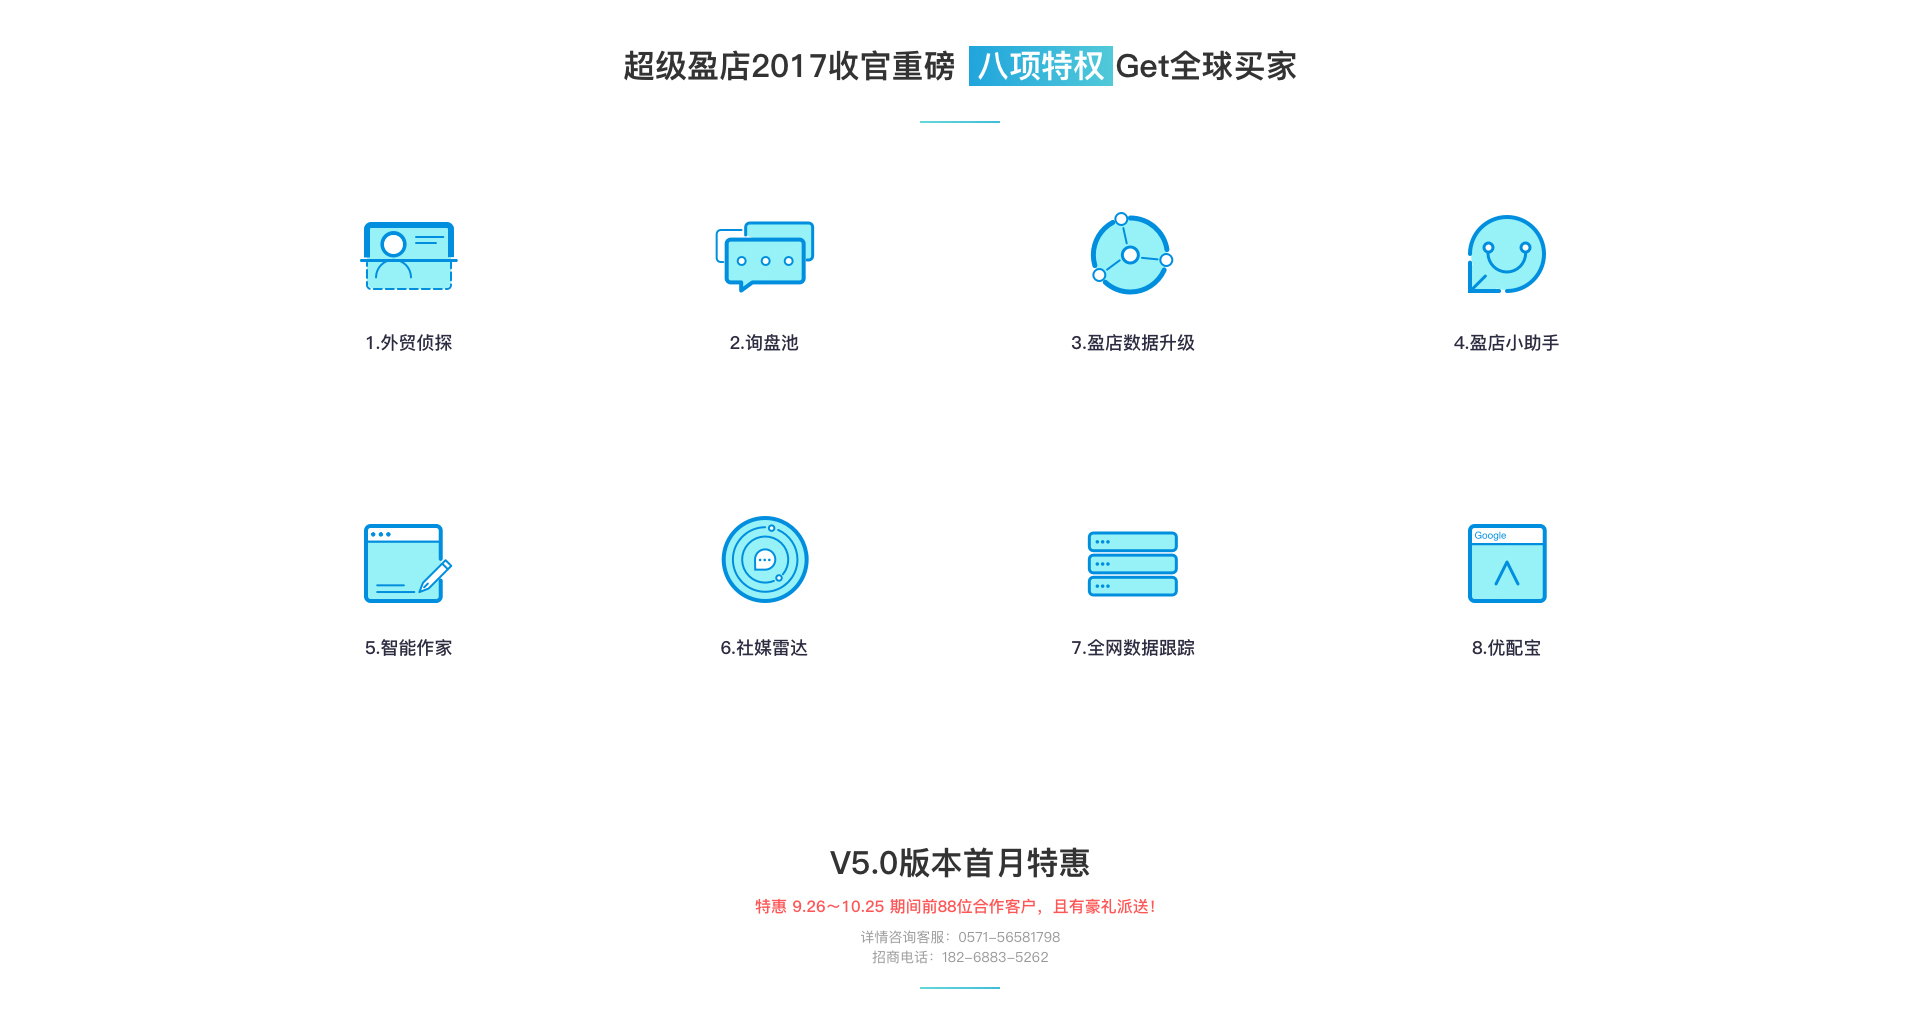 超级盈店2017收官重磅 八项特权 Get全球买家
1.外贸侦探
2.询盘池
3.盈店数据升级
4.盈店小助手
Google
5.智能作家
6.社媒雷达
7.全网数据跟踪
8.优配宝
V5.0版本首月特惠
特惠 9.26~10.25 期间前88位合作客户，且有豪礼派送！
详情咨询客服：0571-56581798
招商电话：182-6883-5262